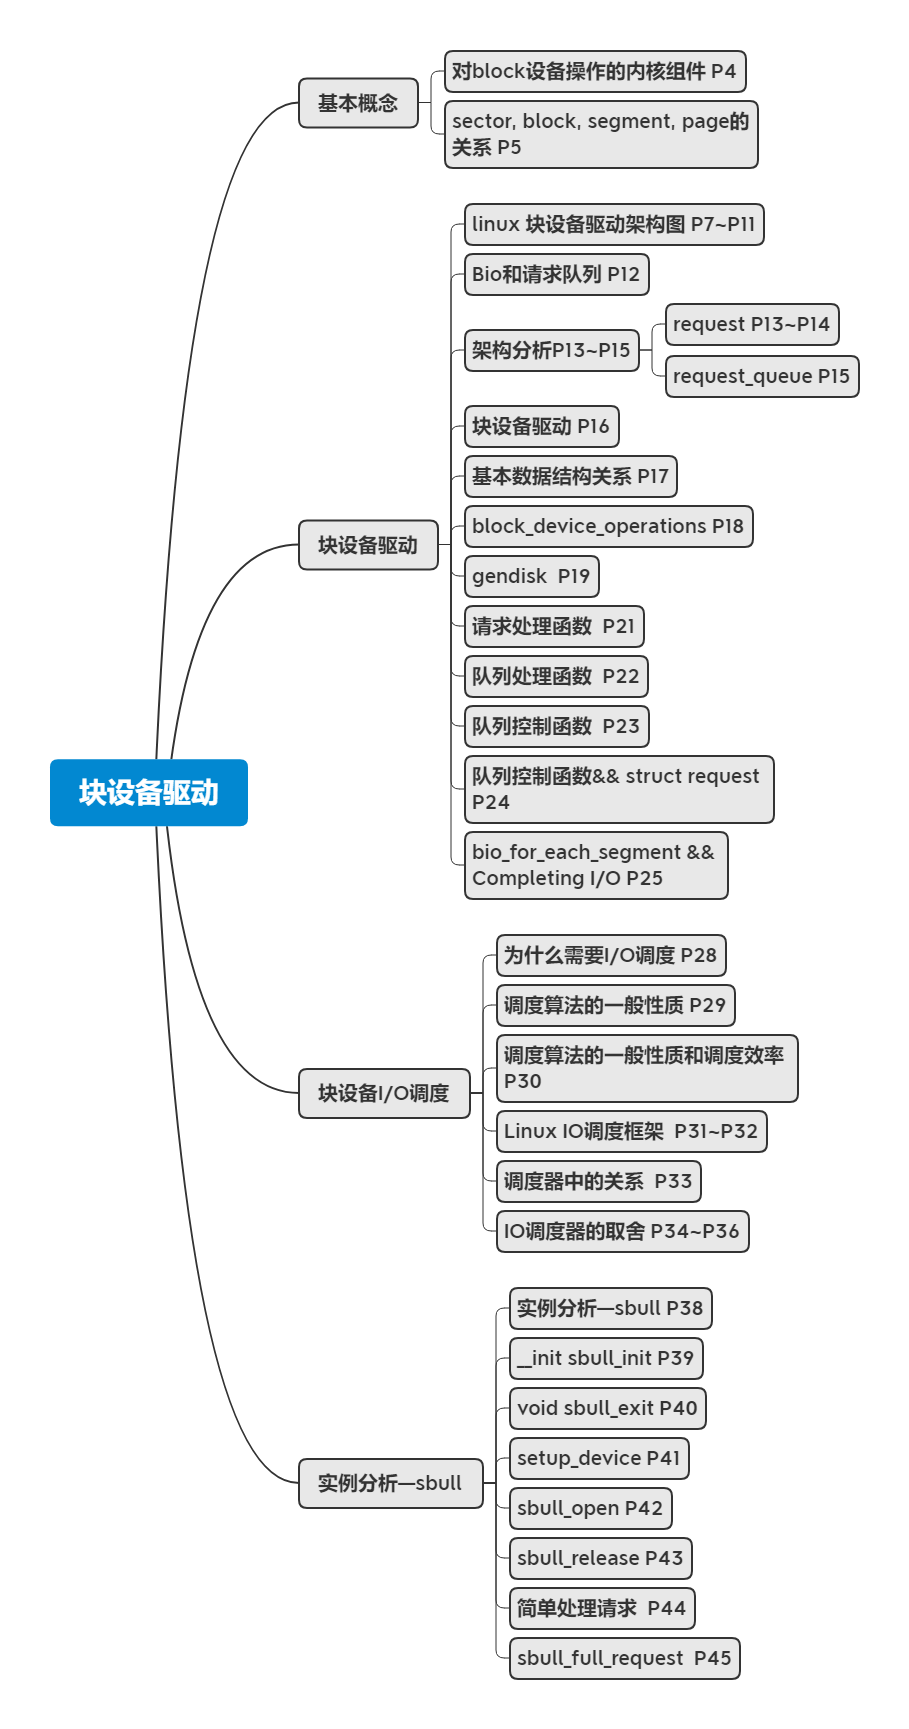 块设备驱动
基本概念
对block设备操作的内核组件 P4
sector, block, segment, page的
关系 P5
块设备驱动
linux 块设备驱动架构图 P7~P11
Bio和请求队列 P12
架构分析P13~P15
request P13~P14
request_queue P15
块设备驱动 P16
基本数据结构关系 P17
block_device_operations P18
gendisk  P19
请求处理函数  P21
队列处理函数  P22
队列控制函数  P23
队列控制函数&& struct request
P24
bio_for_each_segment &&
Completing I/O P25
块设备I/O调度
为什么需要I/O调度 P28
调度算法的一般性质 P29
调度算法的一般性质和调度效率
P30
Linux IO调度框架  P31~P32
调度器中的关系  P33
IO调度器的取舍 P34~P36
实例分析—sbull
实例分析—sbull P38
__init sbull_init P39
void sbull_exit P40
setup_device P41
sbull_open P42
sbull_release P43
简单处理请求  P44
sbull_full_request  P45